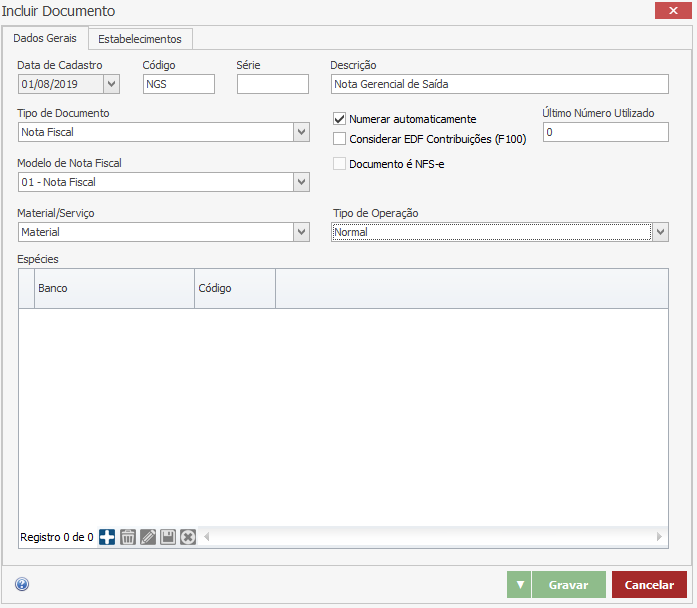 Incluir Documento
Dados Gerais
Estabelecimentos
Data de Cadastro
Código
Série
Descrição
01/08/2019
NGS
Nota Gerencial de Saída
Tipo de Documento
Nota Fiscal
Numerar automaticamente
Considerar EDF Contribuições (F100)
Documento é NFS-e
Último Número Utilizado
0
Modelo de Nota Fiscal
01 - Nota Fiscal
Material/Serviço
Material
Tipo de Operação
Normal
Espécies
Banco
Código
Registro 0 de 0
Gravar
Cancelar